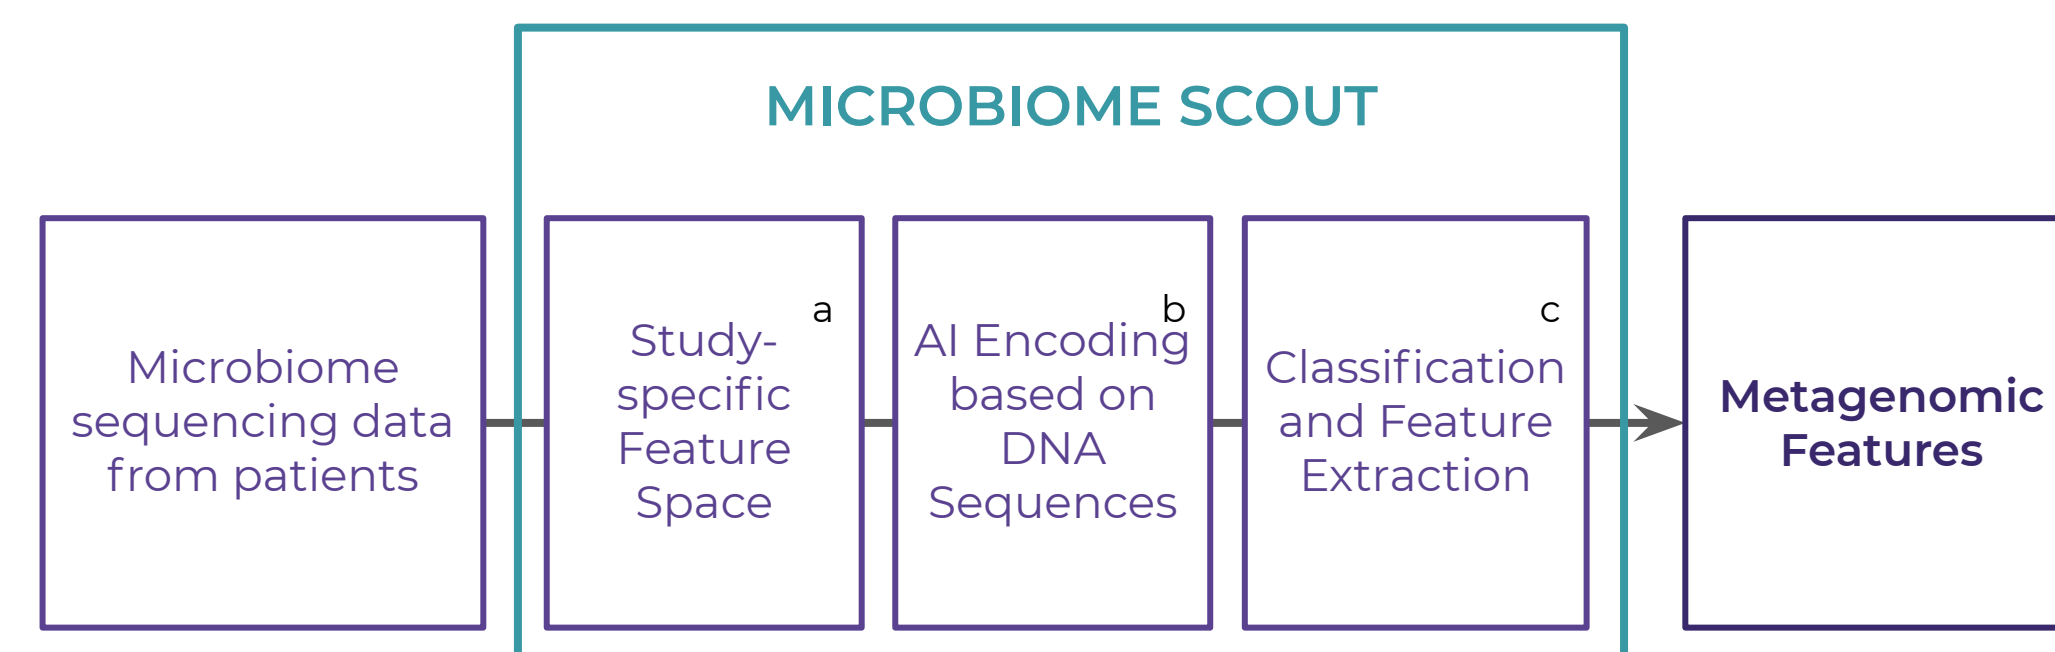 MICROBIOME SCOUT
Microbiome
sequencing data
from patients
a
Study-
specific
Feature
Space
b
AI Encoding
based on
DNA
Sequences
c
Classification
and Feature
Extraction
Metagenomic
Features